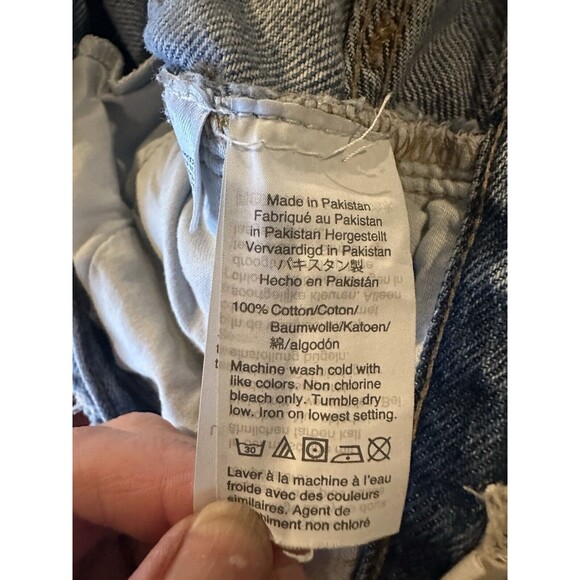 Made in Pakistan
Fabriqué au Pakistan
in Pakistan Hergestellt
Vervaardigd in Pakistan
パキスタン製
Hecho en Pakistán
100% Cotton/Coton/
Baumwolle/Katoen/
綿/algodón
Machine wash cold with
like colors. Non chlorine
bleach only. Tumble dry
low. Iron on lowest setting.
30
Laver à la machine à l'eau
froide avec des couleurs
similaires. Agent de
non chloré